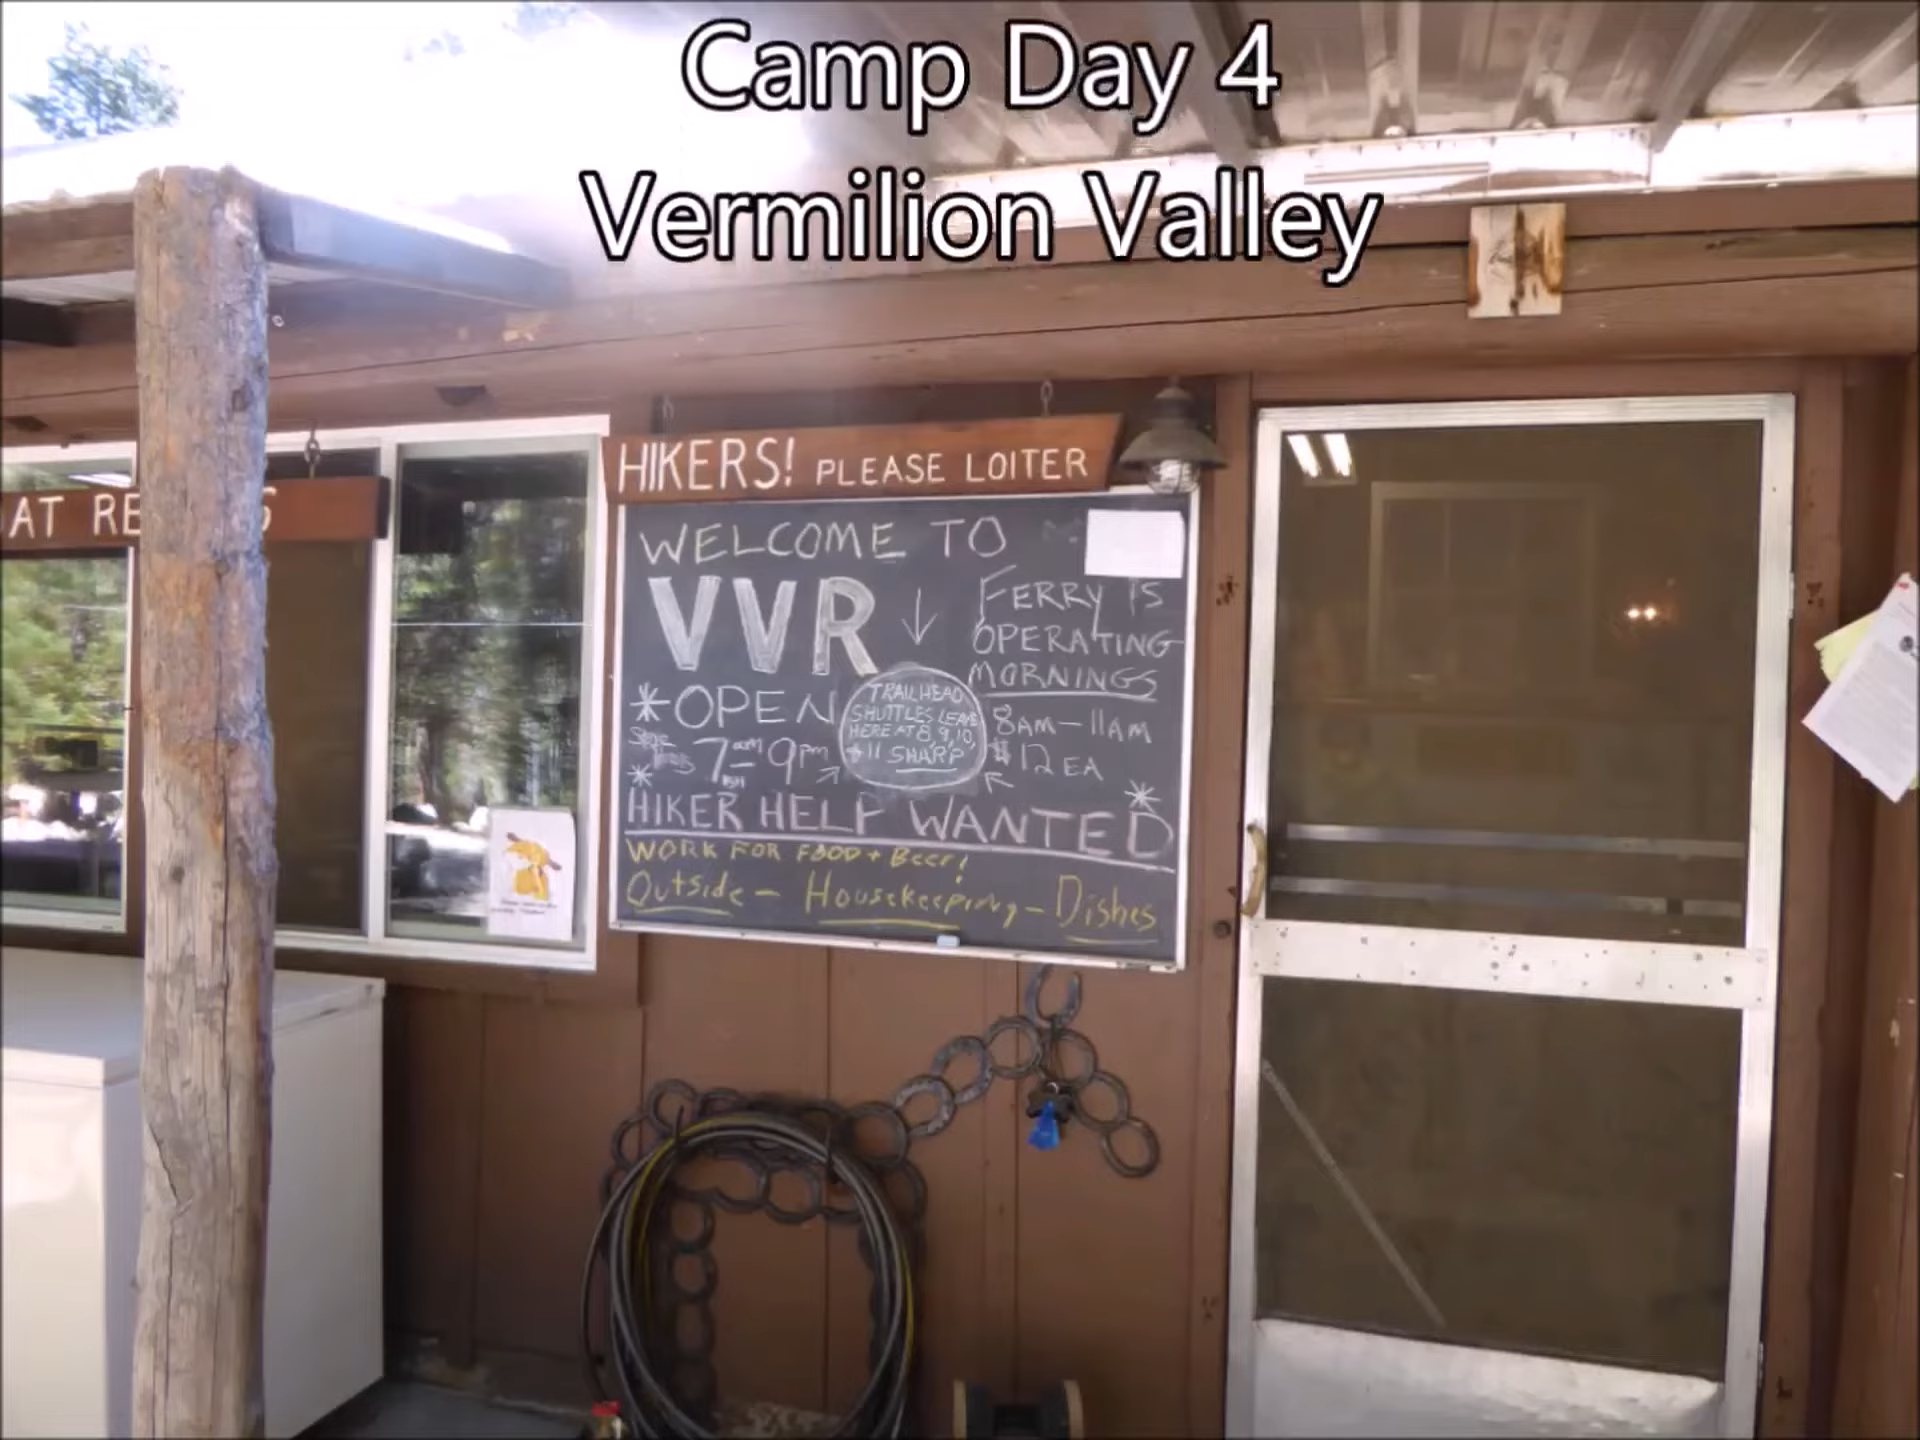 Camp Day 4
Vermilion Valley
HIKERS! PLEASE LOITER
AT RE S
WELCOME TO
VVR
FERRY IS
OPERATING
MORNINGS
8AM-11AM
$12 EA
*OPEN
7am-9pm
TRAILHEAD
SHUTTLES LEAVE
HERE AT 8, 9, 10,
11 SHARP
HIKER HELP WANTED
WORK FOR FOOD + Beer!
Outside - Housekeeping - Dishes